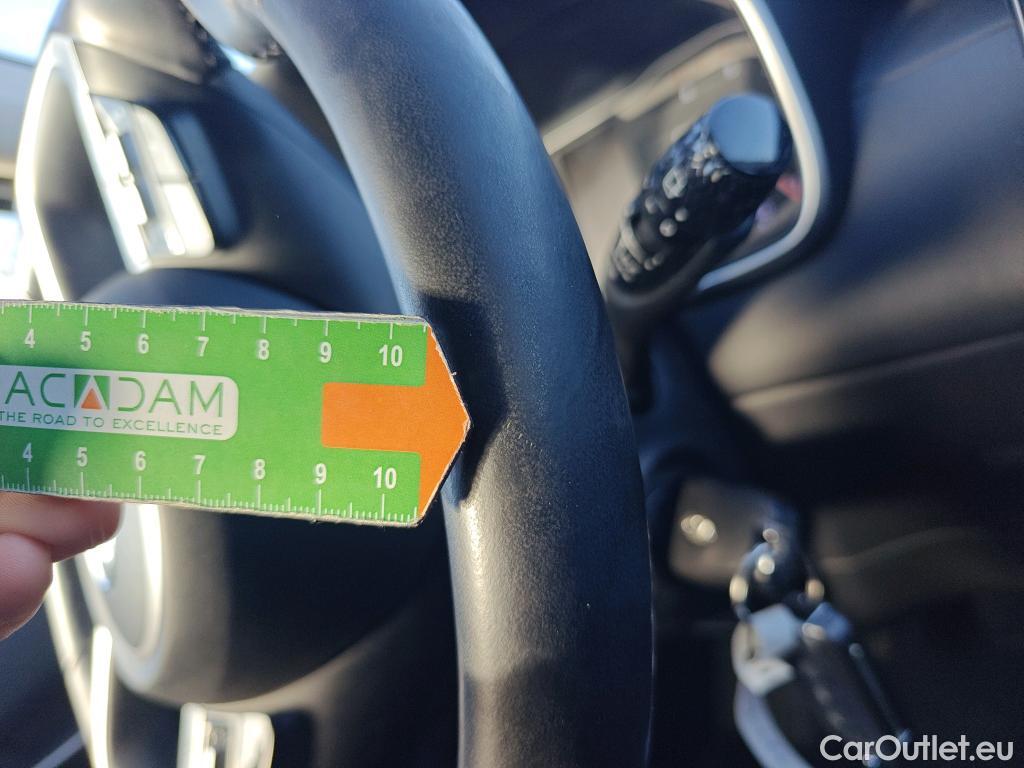 4 5 6 7 8 9 10
ACADAM
THE ROAD TO EXCELLENCE
4 5 6 7 8 9 10
CarOutlet.eu